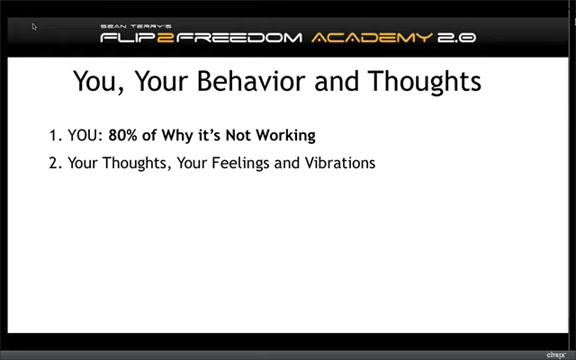 SEAN TERRY'S
FLIP2FREEDOM ACADEMY 2.0
You, Your Behavior and Thoughts
1. YOU: 80% of Why it's Not Working
2. Your Thoughts, Your Feelings and Vibrations
CITRIX